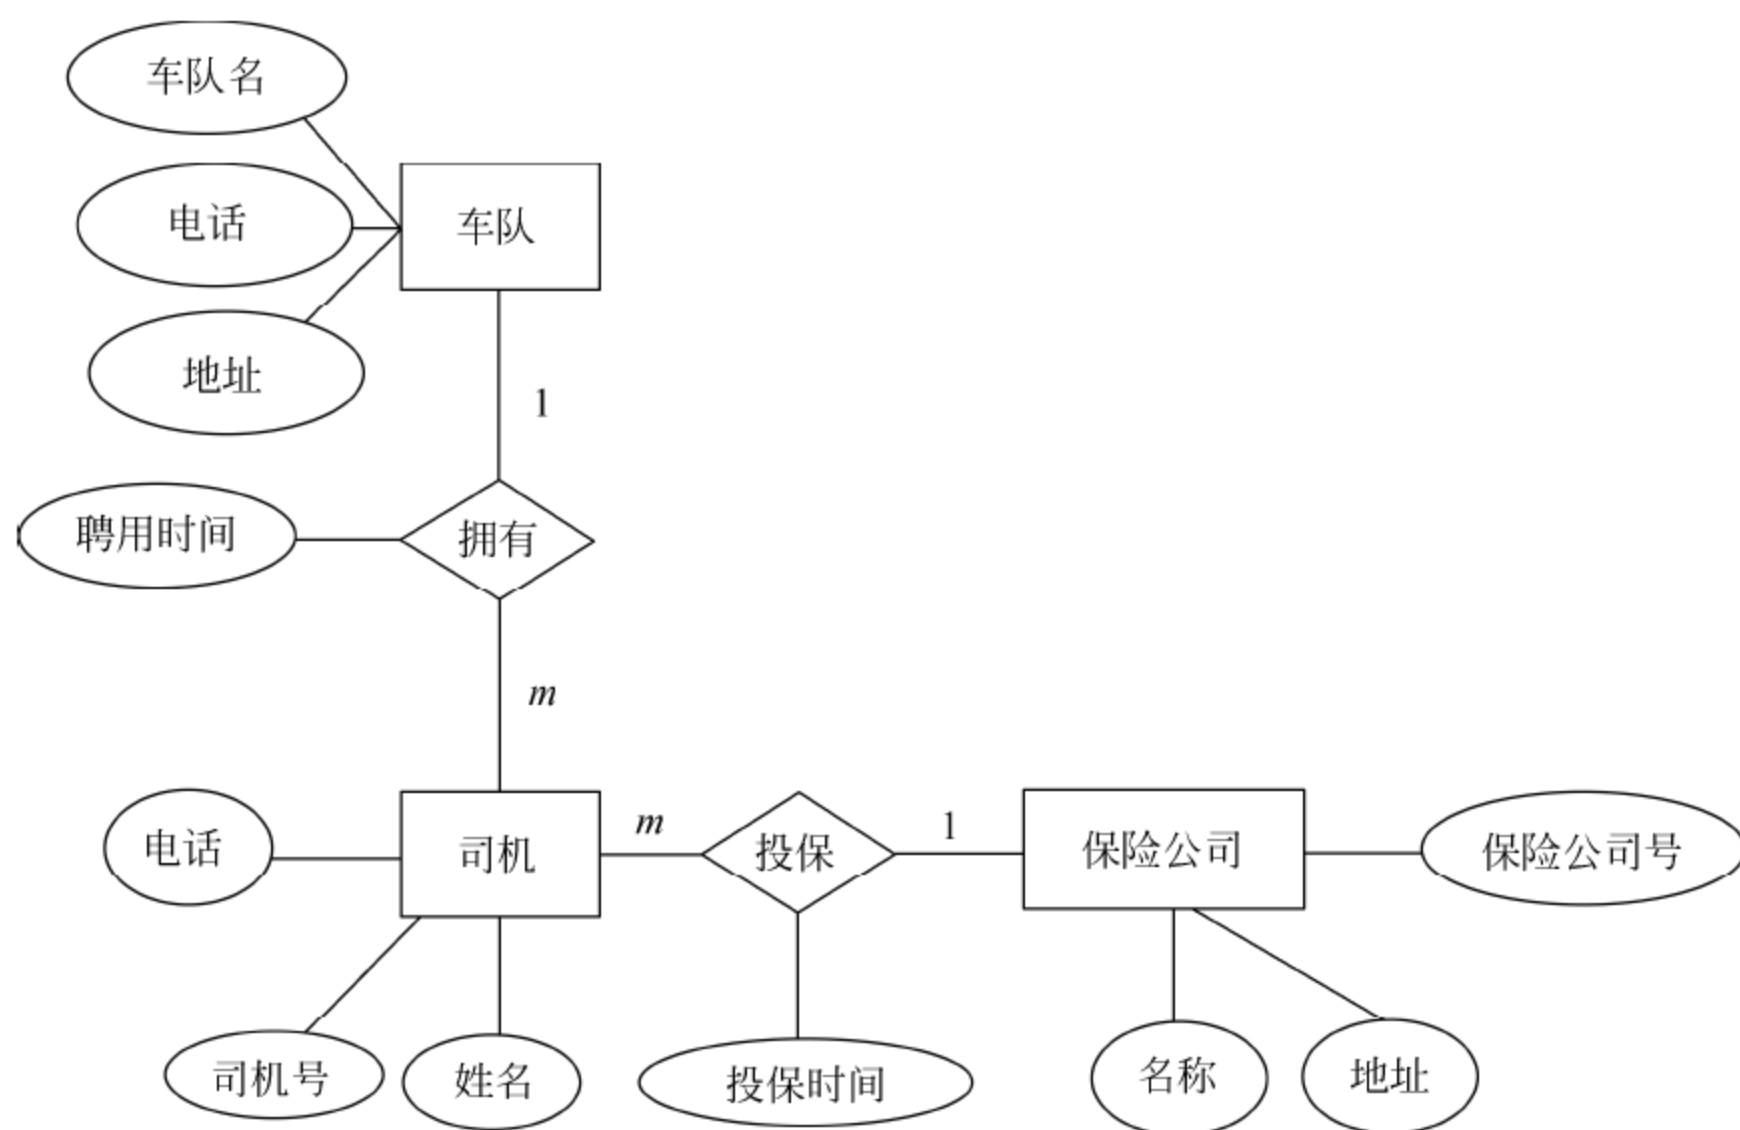 车队名
电话
车队
地址
1
聘用时间
拥有
m
电话
司机
m
投保
1
保险公司
保险公司号
司机号
姓名
投保时间
名称
地址